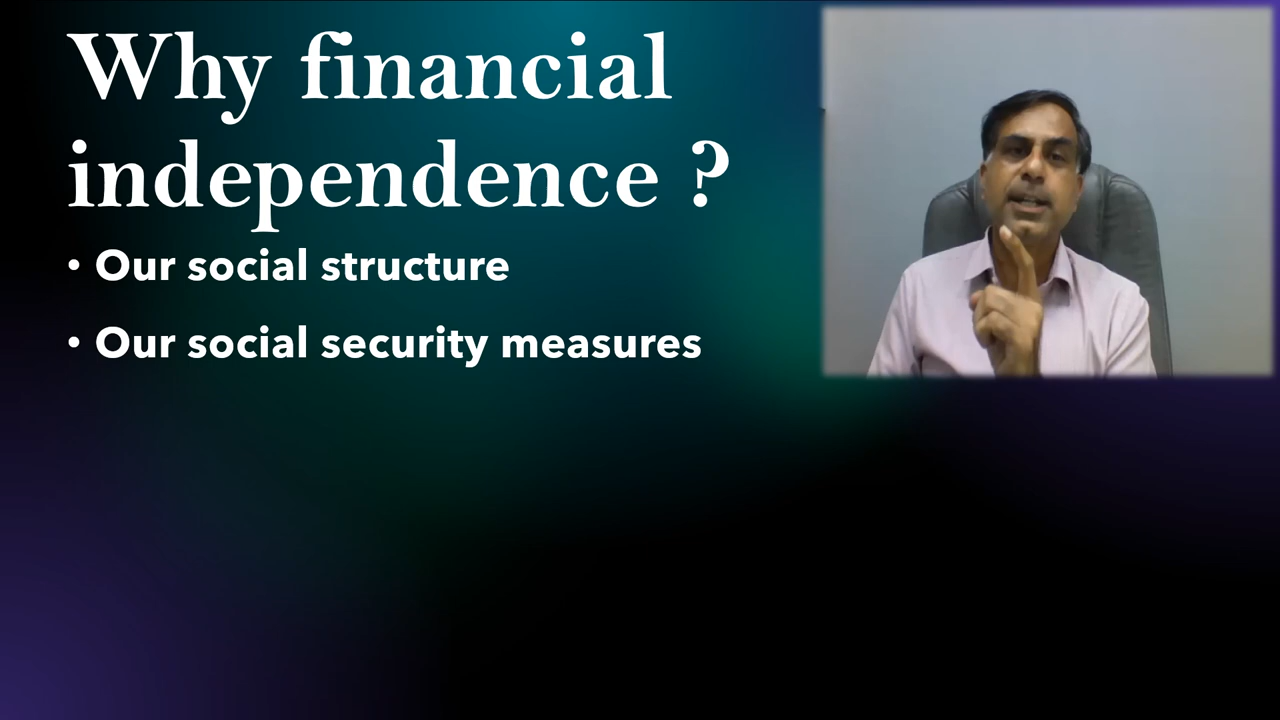 Why financial
independence ?
• Our social structure
• Our social security measures